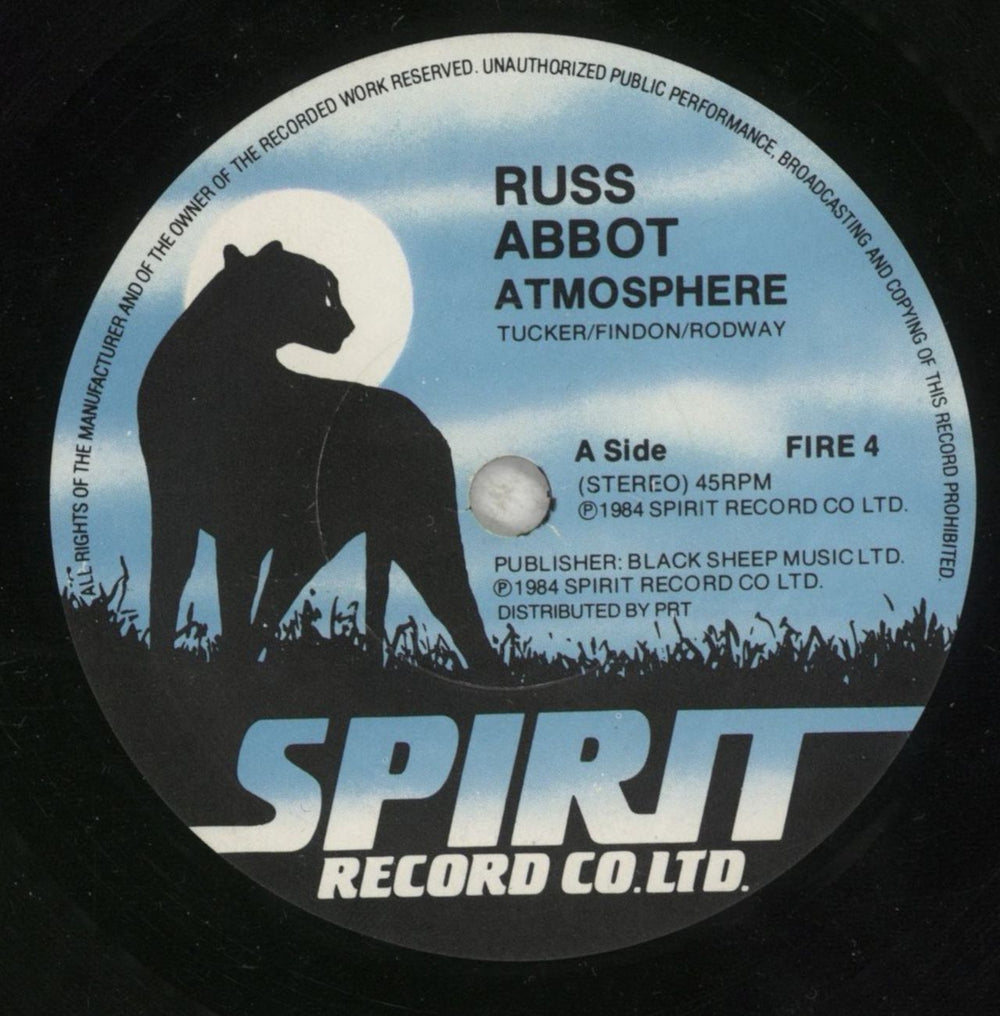 ALL RIGHTS OF THE MANUFACTURER AND OF THE OWNER OF THE RECORDED WORK RESERVED. UNAUTHORIZED PUBLIC PERFORMANCE, BROADCASTING AND COPYING OF THIS RECORD PROHIBITED.
RUSS
ABBOT
ATMOSPHERE
TUCKER/FINDON/RODWAY
A Side FIRE 4
(STEREO) 45RPM
℗1984 SPIRIT RECORD CO LTD.
PUBLISHER: BLACK SHEEP MUSIC LTD.
℗1984 SPIRIT RECORD CO LTD.
DISTRIBUTED BY PRT
SPIRIT
RECORD CO.LTD.